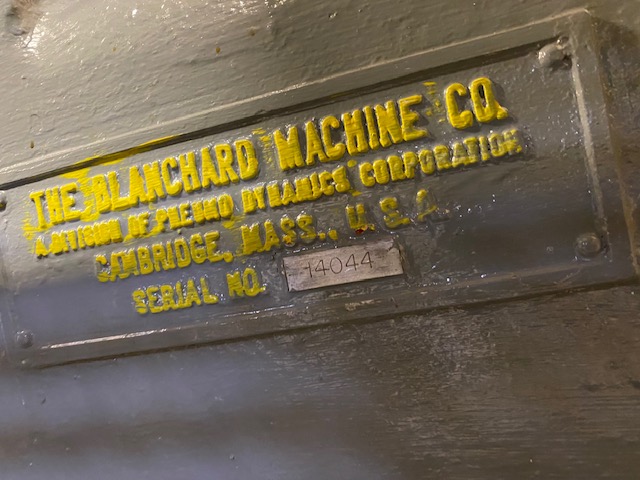 THE BLANCHARD MACHINE CO.
A DIVISION OF PNEUMO DYNAMICS CORPORATION
CAMBRIDGE, MASS., U.S.A.
SERIAL NO. 14044